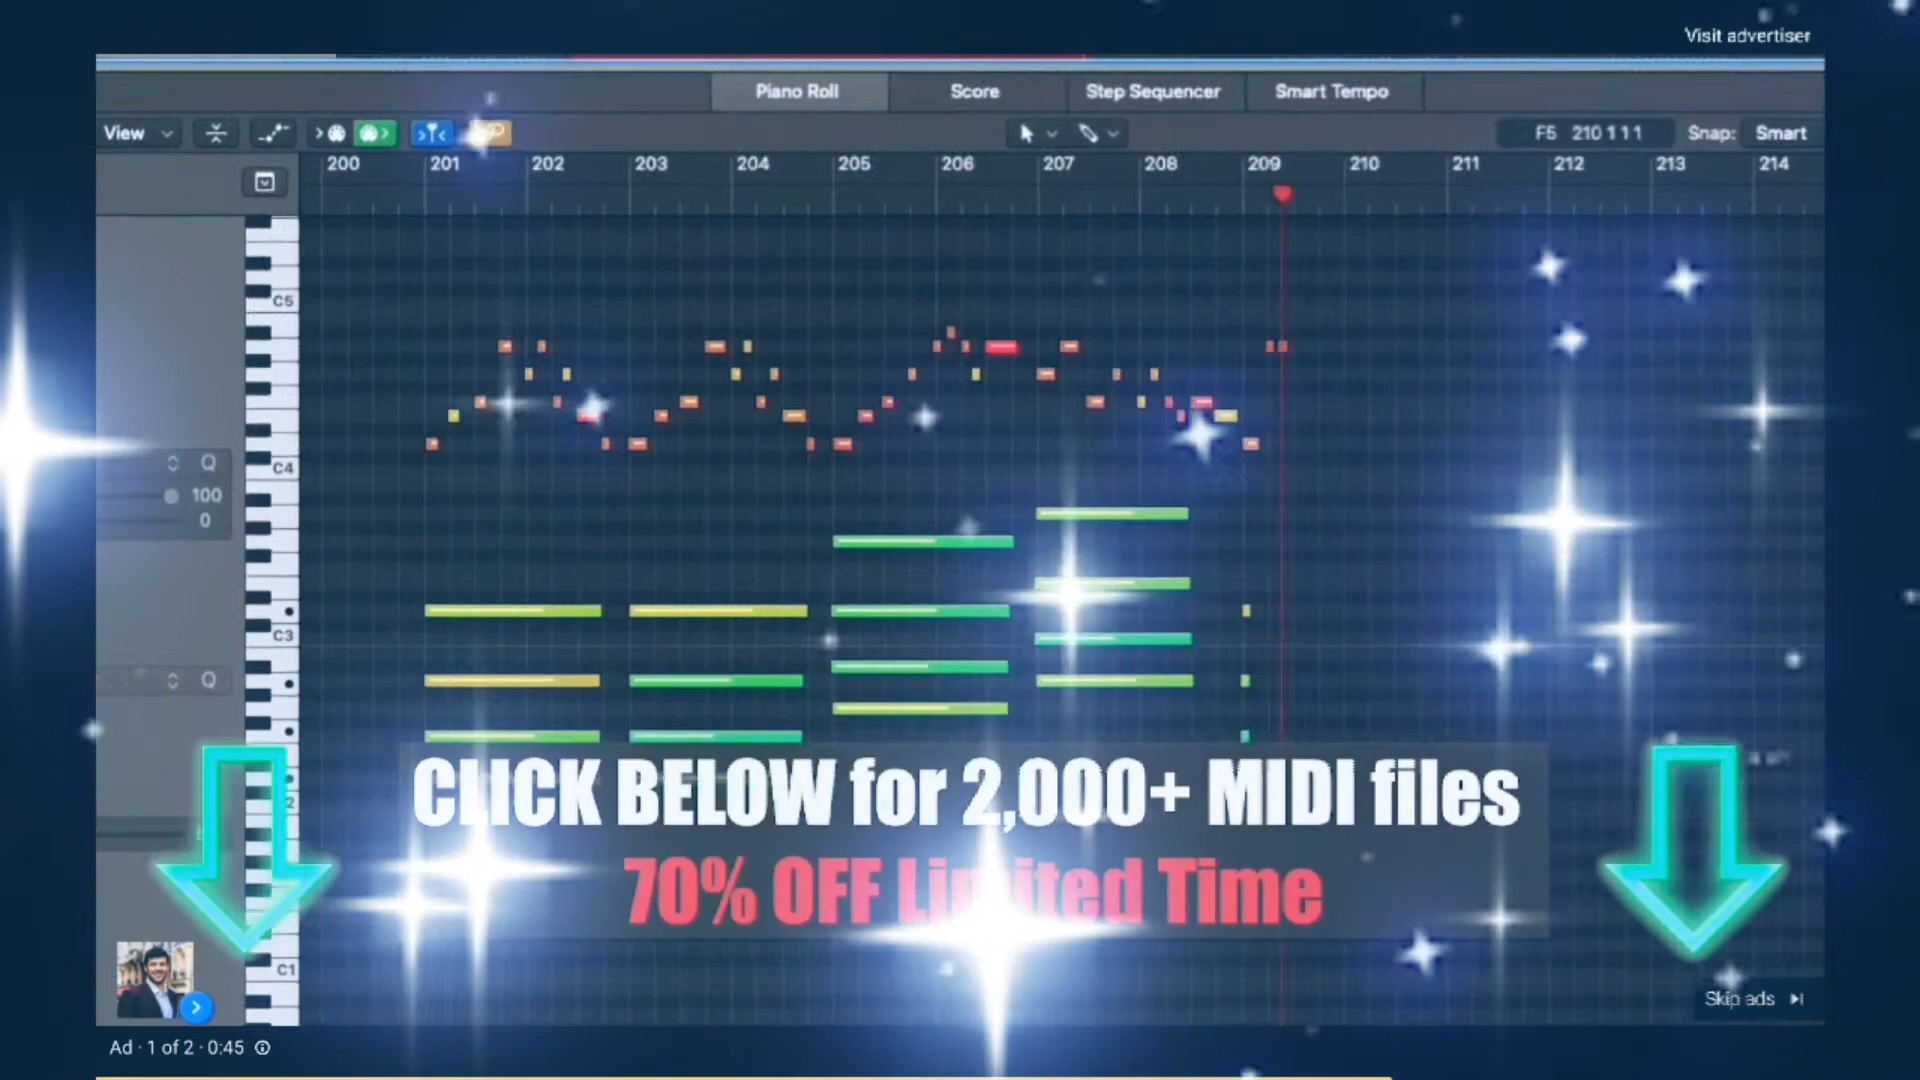 Visit advertiser
Piano Roll Score Step Sequencer Smart Tempo
View F5 210 1 1 1 Snap: Smart
200 201 202 203 204 205 206 207 208 209 210 211 212 213 214
C5
Q
C4
100
0
C3
Q
CLICK BELOW for 2,000+ MIDI files
70% OFF Limited Time
C1
Skip ads
Ad · 1 of 2 · 0:45